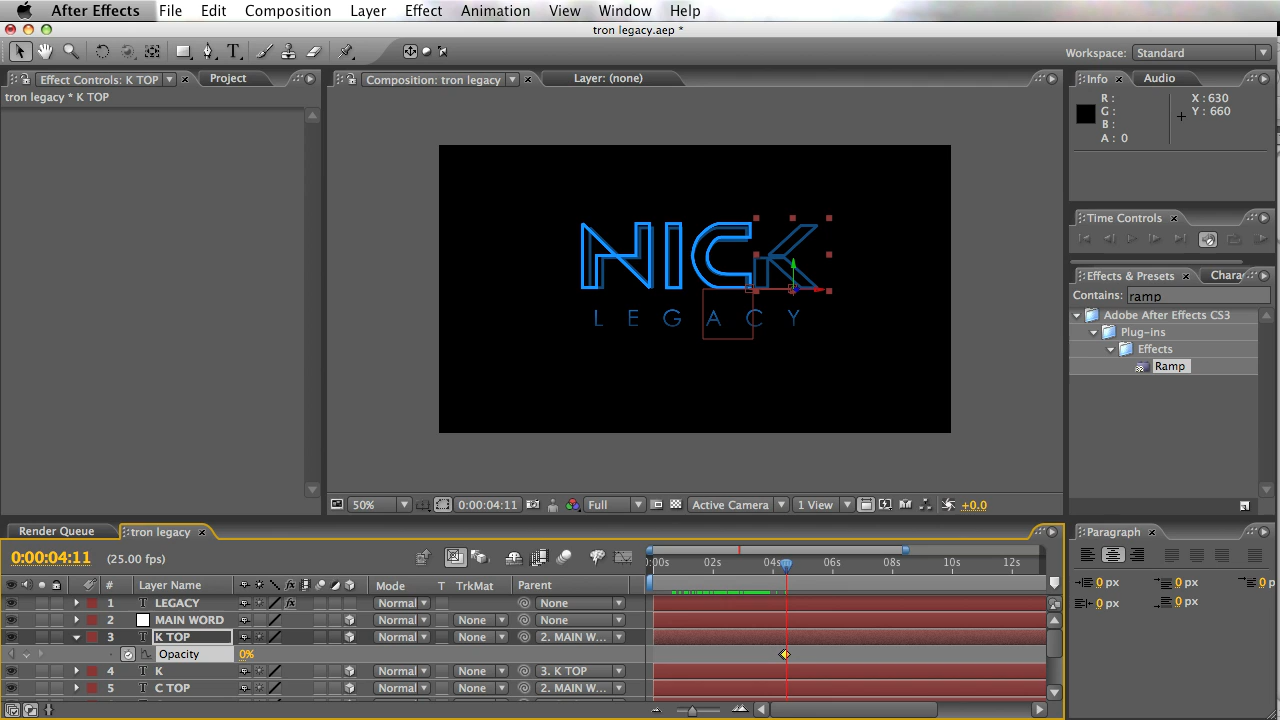 After Effects File Edit Composition Layer Effect Animation View Window Help
tron legacy.aep *
Workspace: Standard
Effect Controls: K TOP Project
tron legacy * K TOP
Composition: tron legacy Layer: (none)
NICK
LEGACY
50% 0:00:04:11 Full Active Camera 1 View +0.0
Info Audio
R :
G :
B :
A : 0
X : 630
Y : 660
Time Controls
Effects & Presets Chara
Contains: ramp
Adobe After Effects CS3
Plug-ins
Effects
Ramp
Render Queue tron legacy
0:00:04:11 (25.00 fps)
:00s 02s 04s 06s 08s 10s 12s
# Layer Name Mode T TrkMat Parent
1 T LEGACY Normal None
2 MAIN WORD Normal None None
3 T K TOP Normal None 2. MAIN W...
Opacity 0%
4 T K Normal None 3. K TOP
5 T C TOP Normal None 2. MAIN W...
Paragraph
0 px 0 px 0 p
0 px 0 px